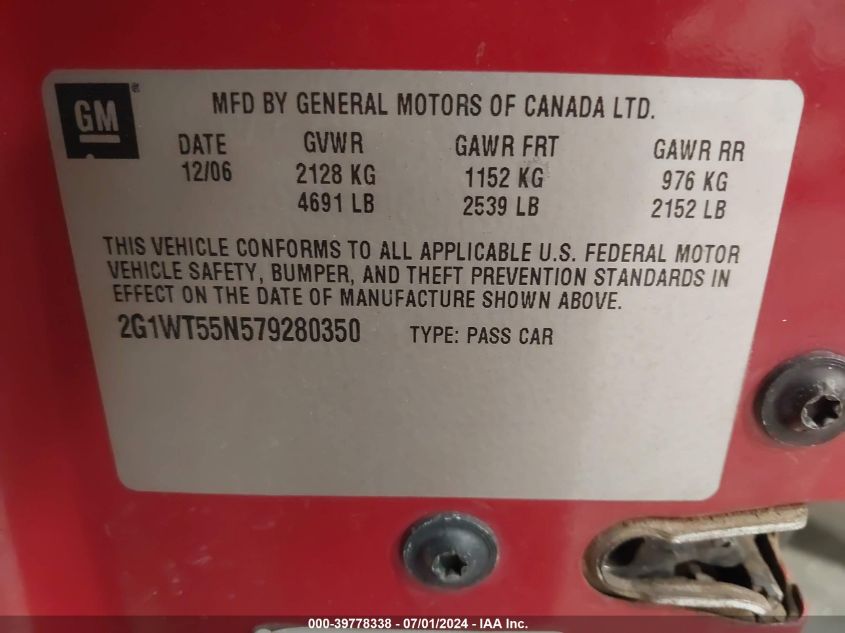 GM
MFD BY GENERAL MOTORS OF CANADA LTD.
DATE GVWR GAWR FRT GAWR RR
12/06 2128 KG 1152 KG 976 KG
4691 LB 2539 LB 2152 LB
THIS VEHICLE CONFORMS TO ALL APPLICABLE U.S. FEDERAL MOTOR
VEHICLE SAFETY, BUMPER, AND THEFT PREVENTION STANDARDS IN
EFFECT ON THE DATE OF MANUFACTURE SHOWN ABOVE.
2G1WT55N579280350 TYPE: PASS CAR
000-39778338 - 07/01/2024 - IAA Inc.